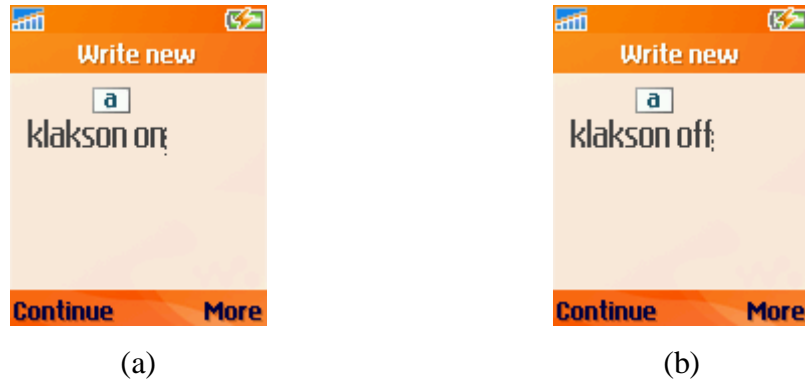 Write new
a
klakson on
Continue More
(a)
Write new
a
klakson off
Continue More
(b)